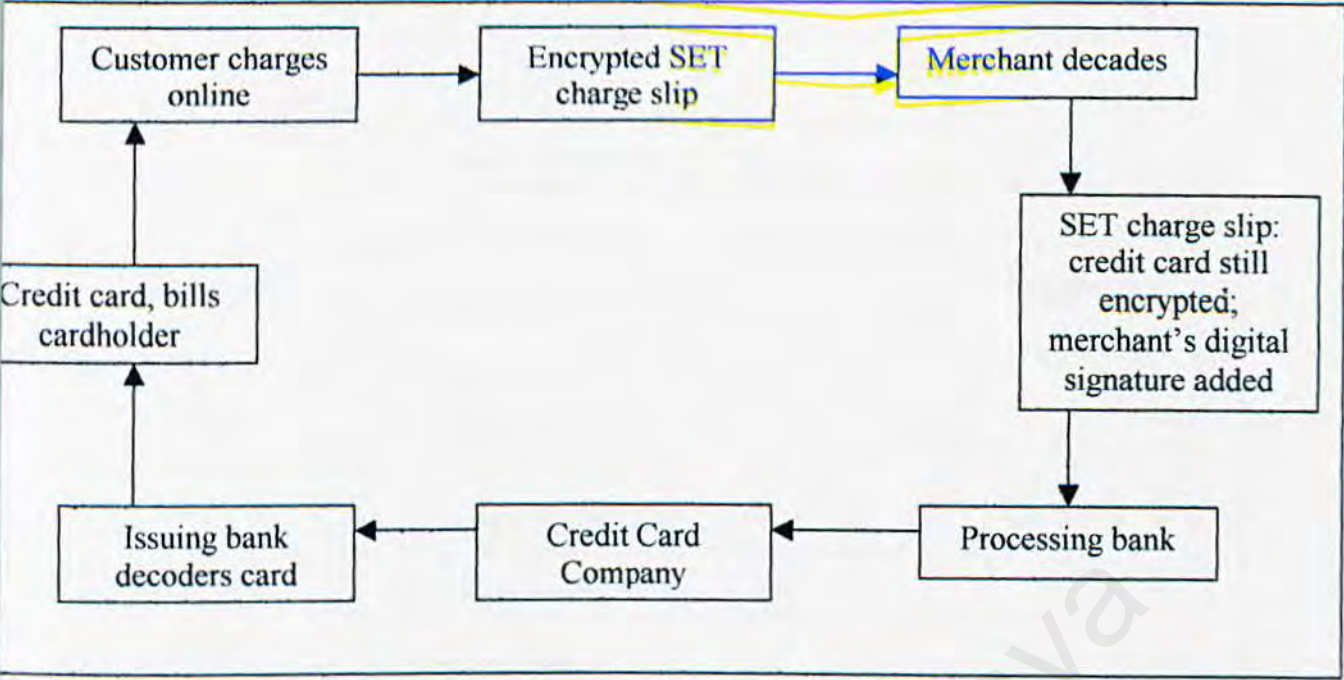 Customer charges
online
Encrypted SET
charge slip
Merchant decades
SET charge slip:
credit card still
encrypted;
merchant's digital
signature added
Processing bank
Credit Card
Company
Issuing bank
decoders card
Credit card, bills
cardholder
va